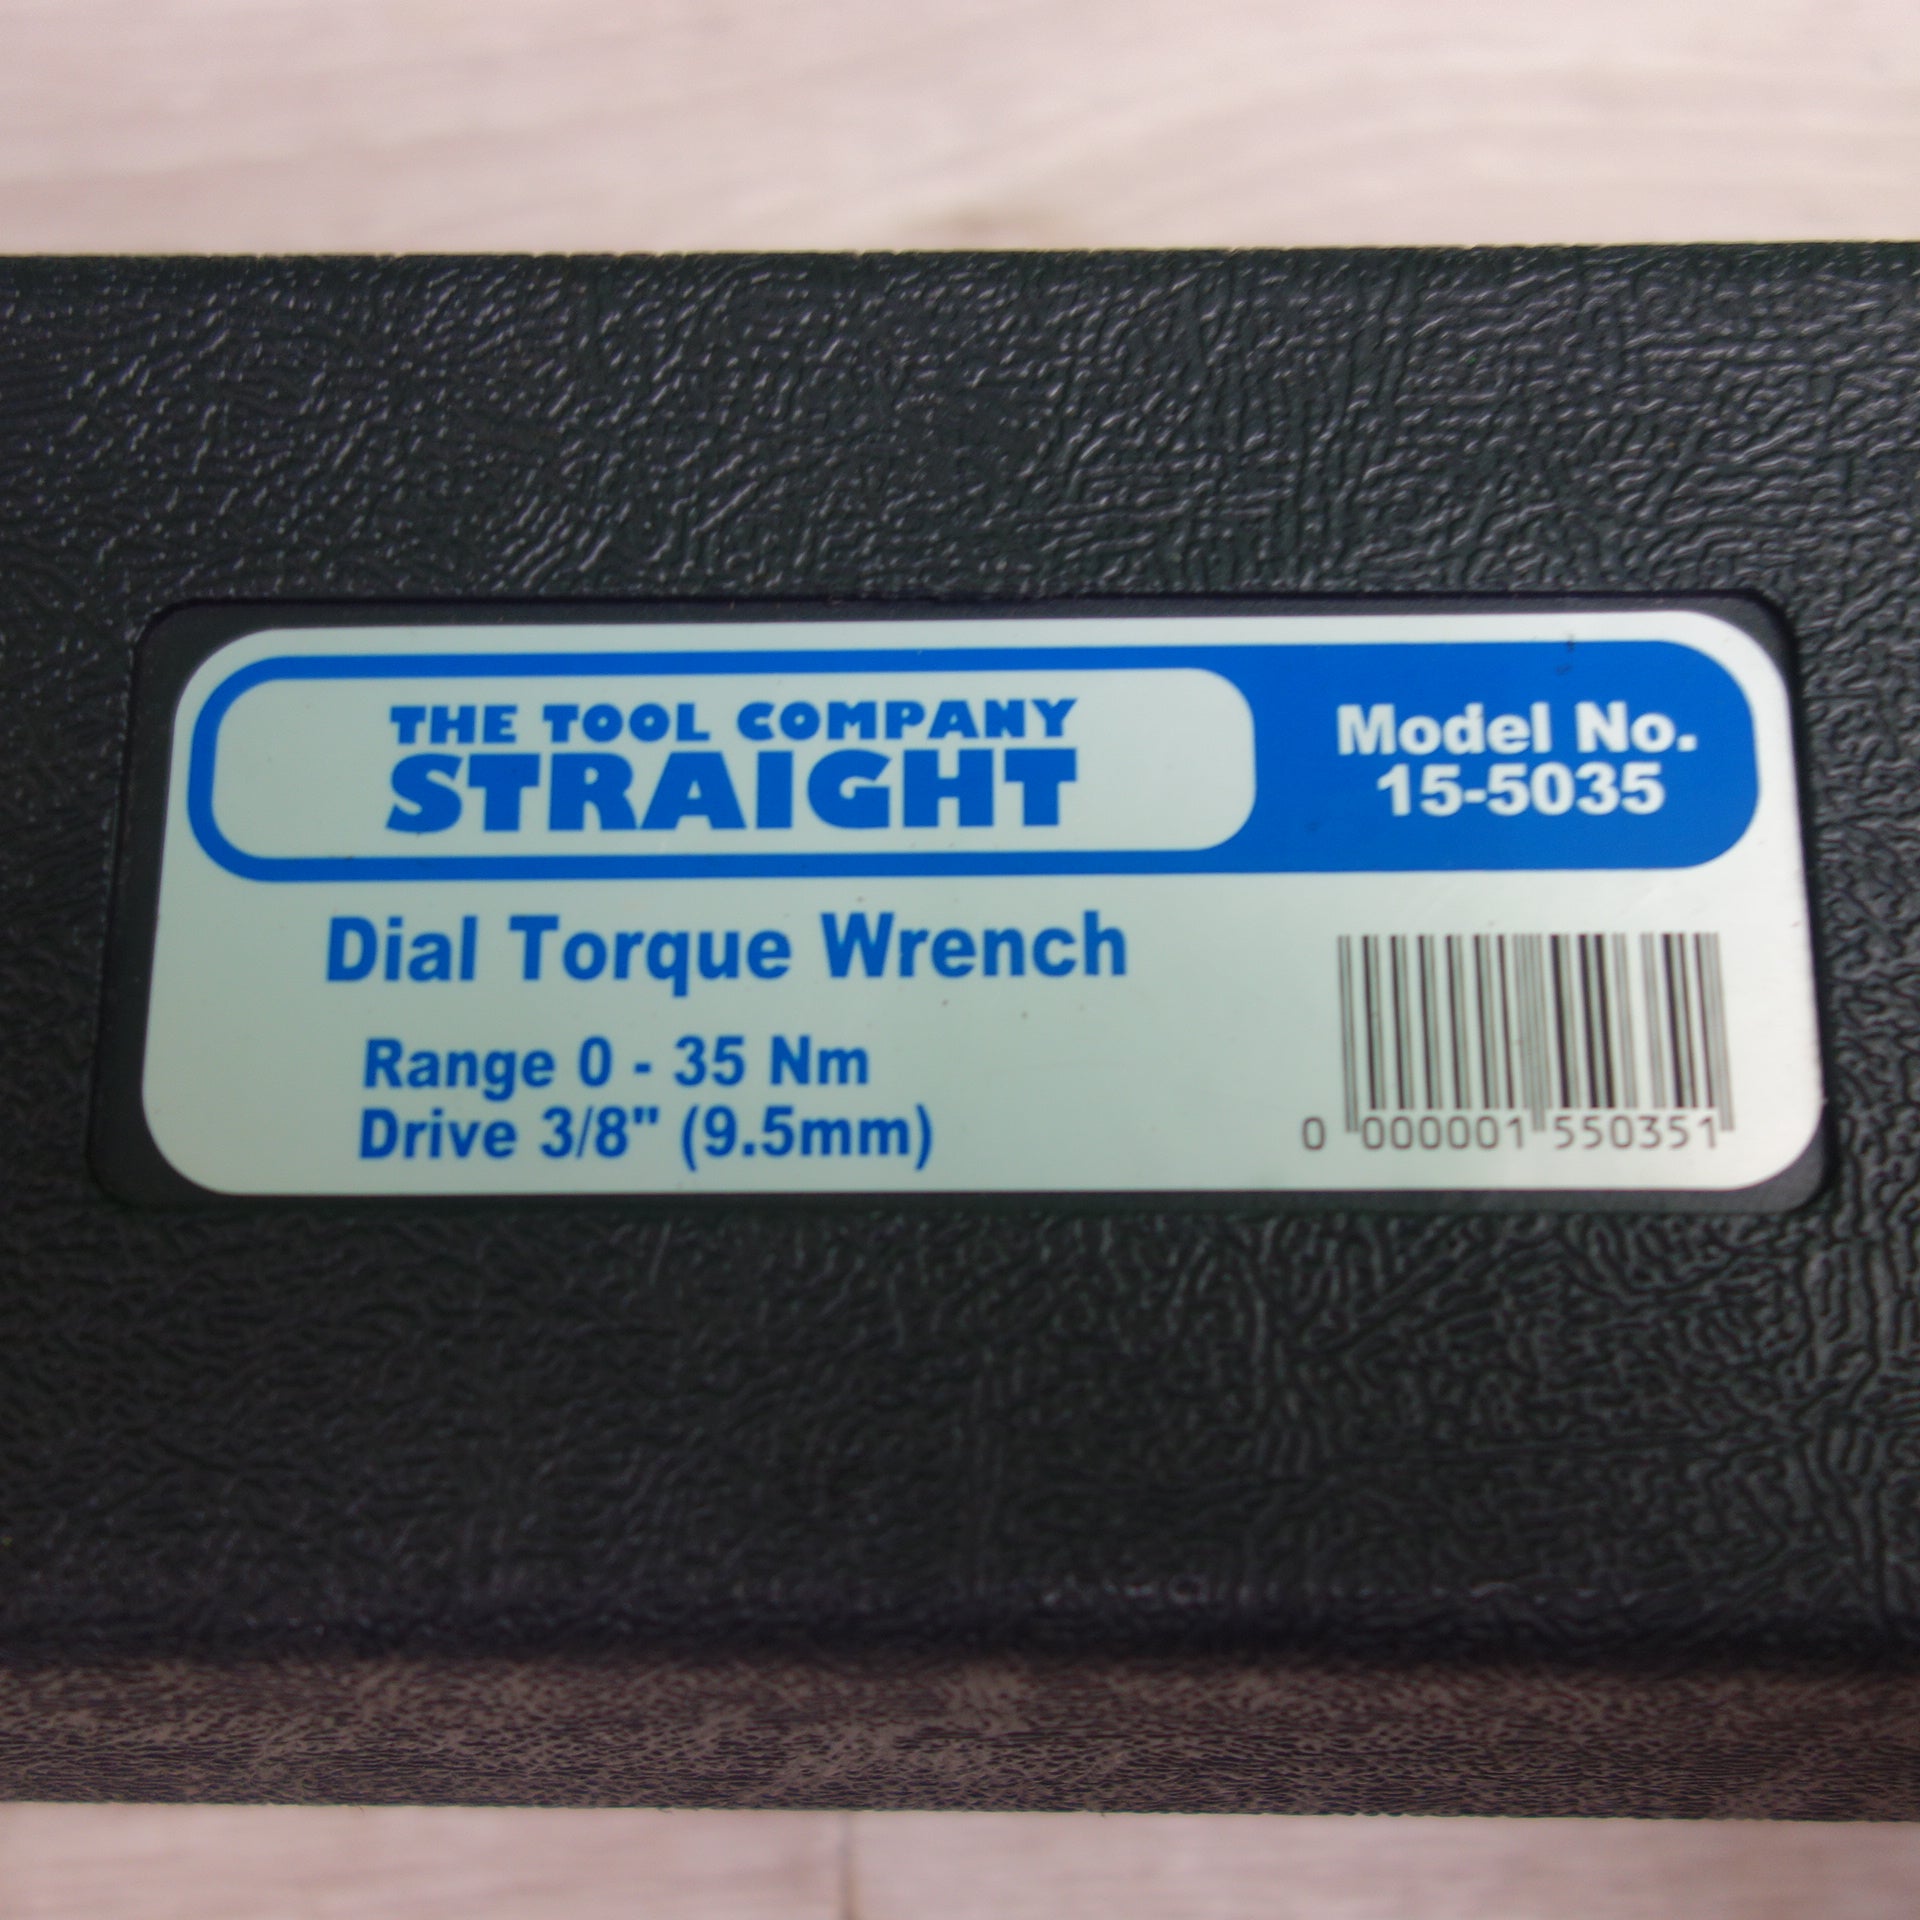 THE TOOL COMPANY
STRAIGHT
Model No.
15-5035
Dial Torque Wrench
Range 0 - 35 Nm
Drive 3/8" (9.5mm)
0 000001 550351